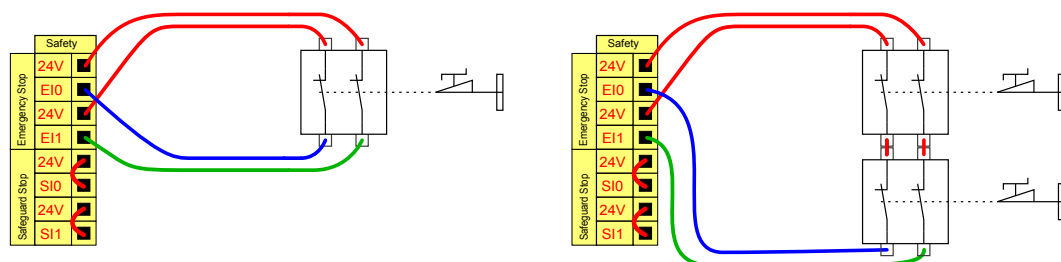 Safety
Emergency Stop
24V
EI0
24V
EI1
Safeguard Stop
24V
SI0
24V
SI1
Safety
Emergency Stop
24V
EI0
24V
EI1
Safeguard Stop
24V
SI0
24V
SI1